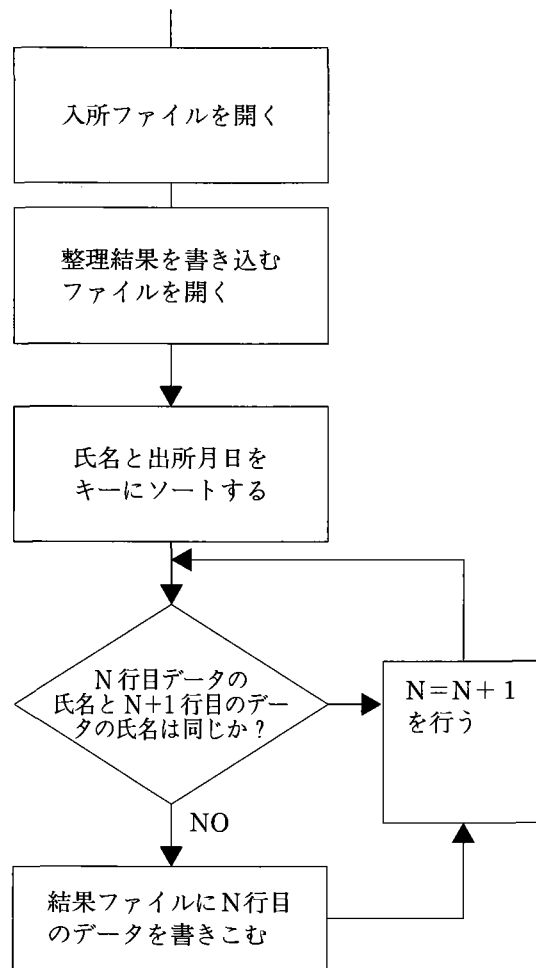 入所ファイルを開く
整理結果を書き込む
ファイルを開く
氏名と出所月日を
キーにソートする
N行目データの
氏名とN+1行目のデー
タの氏名は同じか？
N=N+1
を行う
NO
結果ファイルにN行目
のデータを書きこむ